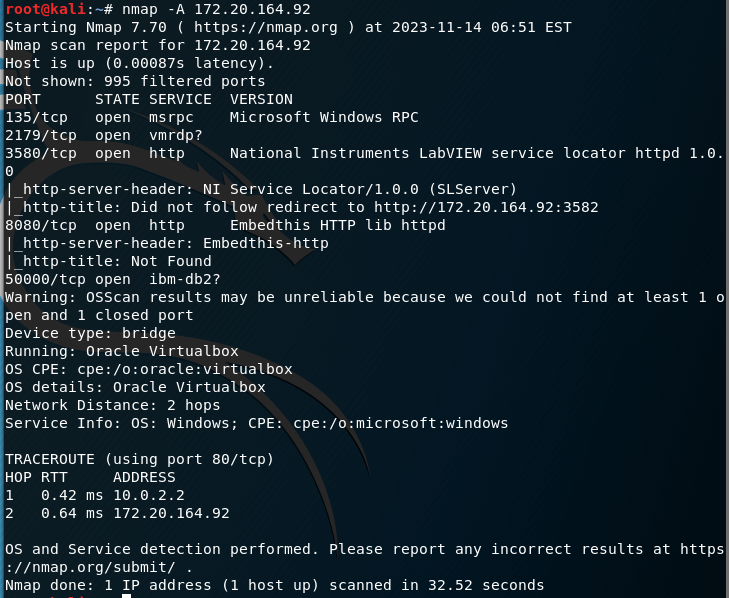 root@kali:~# nmap -A 172.20.164.92
Starting Nmap 7.70 ( https://nmap.org ) at 2023-11-14 06:51 EST
Nmap scan report for 172.20.164.92
Host is up (0.00087s latency).
Not shown: 995 filtered ports
PORT      STATE SERVICE  VERSION
135/tcp   open  msrpc    Microsoft Windows RPC
2179/tcp  open  vmrdp?
3580/tcp  open  http     National Instruments LabVIEW service locator httpd 1.0.
0
|_http-server-header: NI Service Locator/1.0.0 (SLServer)
|_http-title: Did not follow redirect to http://172.20.164.92:3582
8080/tcp  open  http     Embedthis HTTP lib httpd
|_http-server-header: Embedthis-http
|_http-title: Not Found
50000/tcp open  ibm-db2?
Warning: OSScan results may be unreliable because we could not find at least 1 o
pen and 1 closed port
Device type: bridge
Running: Oracle Virtualbox
OS CPE: cpe:/o:oracle:virtualbox
OS details: Oracle Virtualbox
Network Distance: 2 hops
Service Info: OS: Windows; CPE: cpe:/o:microsoft:windows

TRACEROUTE (using port 80/tcp)
HOP RTT     ADDRESS
1   0.42 ms 10.0.2.2
2   0.64 ms 172.20.164.92

OS and Service detection performed. Please report any incorrect results at https
://nmap.org/submit/ .
Nmap done: 1 IP address (1 host up) scanned in 32.52 seconds